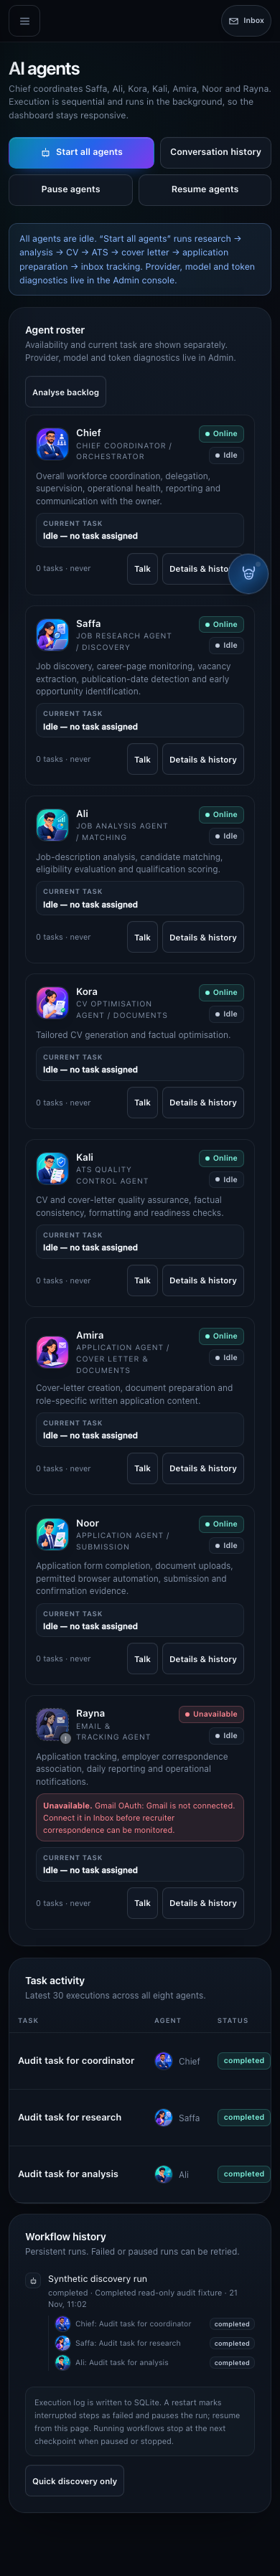 Inbox
AI agents
Chief coordinates Saffa, Ali, Kora, Kali, Amira, Noor and Rayna.
Execution is sequential and runs in the background, so the
dashboard stays responsive.
Start all agents
Conversation history
Pause agents
Resume agents
All agents are idle. “Start all agents” runs research →
analysis → CV → ATS → cover letter → application
preparation → inbox tracking. Provider, model and token
diagnostics live in the Admin console.
Agent roster
Availability and current task are shown separately.
Provider, model and token diagnostics live in Admin.
Analyse backlog
Chief
CHIEF COORDINATOR /
ORCHESTRATOR
Online
Idle
Overall workforce coordination, delegation,
supervision, operational health, reporting and
communication with the owner.
CURRENT TASK
Idle — no task assigned
0 tasks · never
Talk
Details & histo
Saffa
JOB RESEARCH AGENT
/ DISCOVERY
Online
Idle
Job discovery, career-page monitoring, vacancy
extraction, publication-date detection and early
opportunity identification.
CURRENT TASK
Idle — no task assigned
0 tasks · never
Talk
Details & history
Ali
JOB ANALYSIS AGENT
/ MATCHING
Online
Idle
Job-description analysis, candidate matching,
eligibility evaluation and qualification scoring.
CURRENT TASK
Idle — no task assigned
0 tasks · never
Talk
Details & history
Kora
CV OPTIMISATION
AGENT / DOCUMENTS
Online
Idle
Tailored CV generation and factual optimisation.
CURRENT TASK
Idle — no task assigned
0 tasks · never
Talk
Details & history
Kali
ATS QUALITY
CONTROL AGENT
Online
Idle
CV and cover-letter quality assurance, factual
consistency, formatting and readiness checks.
CURRENT TASK
Idle — no task assigned
0 tasks · never
Talk
Details & history
Amira
APPLICATION AGENT /
COVER LETTER &
DOCUMENTS
Online
Idle
Cover-letter creation, document preparation and
role-specific written application content.
CURRENT TASK
Idle — no task assigned
0 tasks · never
Talk
Details & history
Noor
APPLICATION AGENT /
SUBMISSION
Online
Idle
Application form completion, document uploads,
permitted browser automation, submission and
confirmation evidence.
CURRENT TASK
Idle — no task assigned
0 tasks · never
Talk
Details & history
Rayna
EMAIL &
TRACKING AGENT
Unavailable
Idle
Application tracking, employer correspondence
association, daily reporting and operational
notifications.
Unavailable. Gmail OAuth: Gmail is not connected.
Connect it in Inbox before recruiter
correspondence can be monitored.
CURRENT TASK
Idle — no task assigned
0 tasks · never
Talk
Details & history
Task activity
Latest 30 executions across all eight agents.
TASK AGENT STATUS
Audit task for coordinator Chief completed
Audit task for research Saffa completed
Audit task for analysis Ali completed
Workflow history
Persistent runs. Failed or paused runs can be retried.
Synthetic discovery run
completed · Completed read-only audit fixture · 21
Nov, 11:02
Chief: Audit task for coordinator completed
Saffa: Audit task for research completed
Ali: Audit task for analysis completed
Execution log is written to SQLite. A restart marks
interrupted steps as failed and pauses the run; resume
from this page. Running workflows stop at the next
checkpoint when paused or stopped.
Quick discovery only